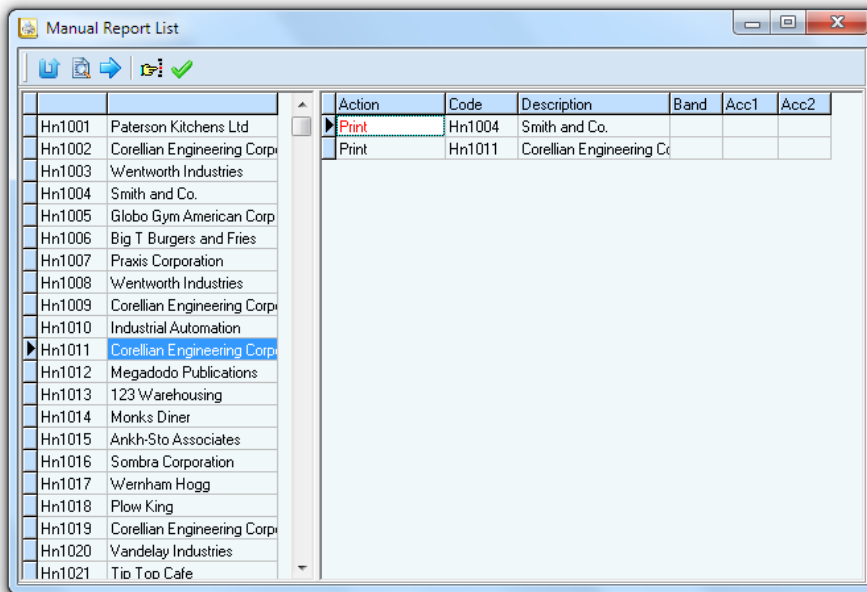 Manual Report List
Action Code Description Band Acc1 Acc2
Hn1001 Paterson Kitchens Ltd
Hn1002 Corellian Engineering Corp
Hn1003 Wentworth Industries
Hn1004 Smith and Co.
Hn1005 Globo Gym American Corp
Hn1006 Big T Burgers and Fries
Hn1007 Praxis Corporation
Hn1008 Wentworth Industries
Hn1009 Corellian Engineering Corp
Hn1010 Industrial Automation
Hn1011 Corellian Engineering Corp
Hn1012 Megadodo Publications
Hn1013 123 Warehousing
Hn1014 Monks Diner
Hn1015 Ankh-Sto Associates
Hn1016 Sombra Corporation
Hn1017 Wernham Hogg
Hn1018 Plow King
Hn1019 Corellian Engineering Corp
Hn1020 Vandelay Industries
Hn1021 Tip Top Cafe
Print Hn1004 Smith and Co.
Print Hn1011 Corellian Engineering Co